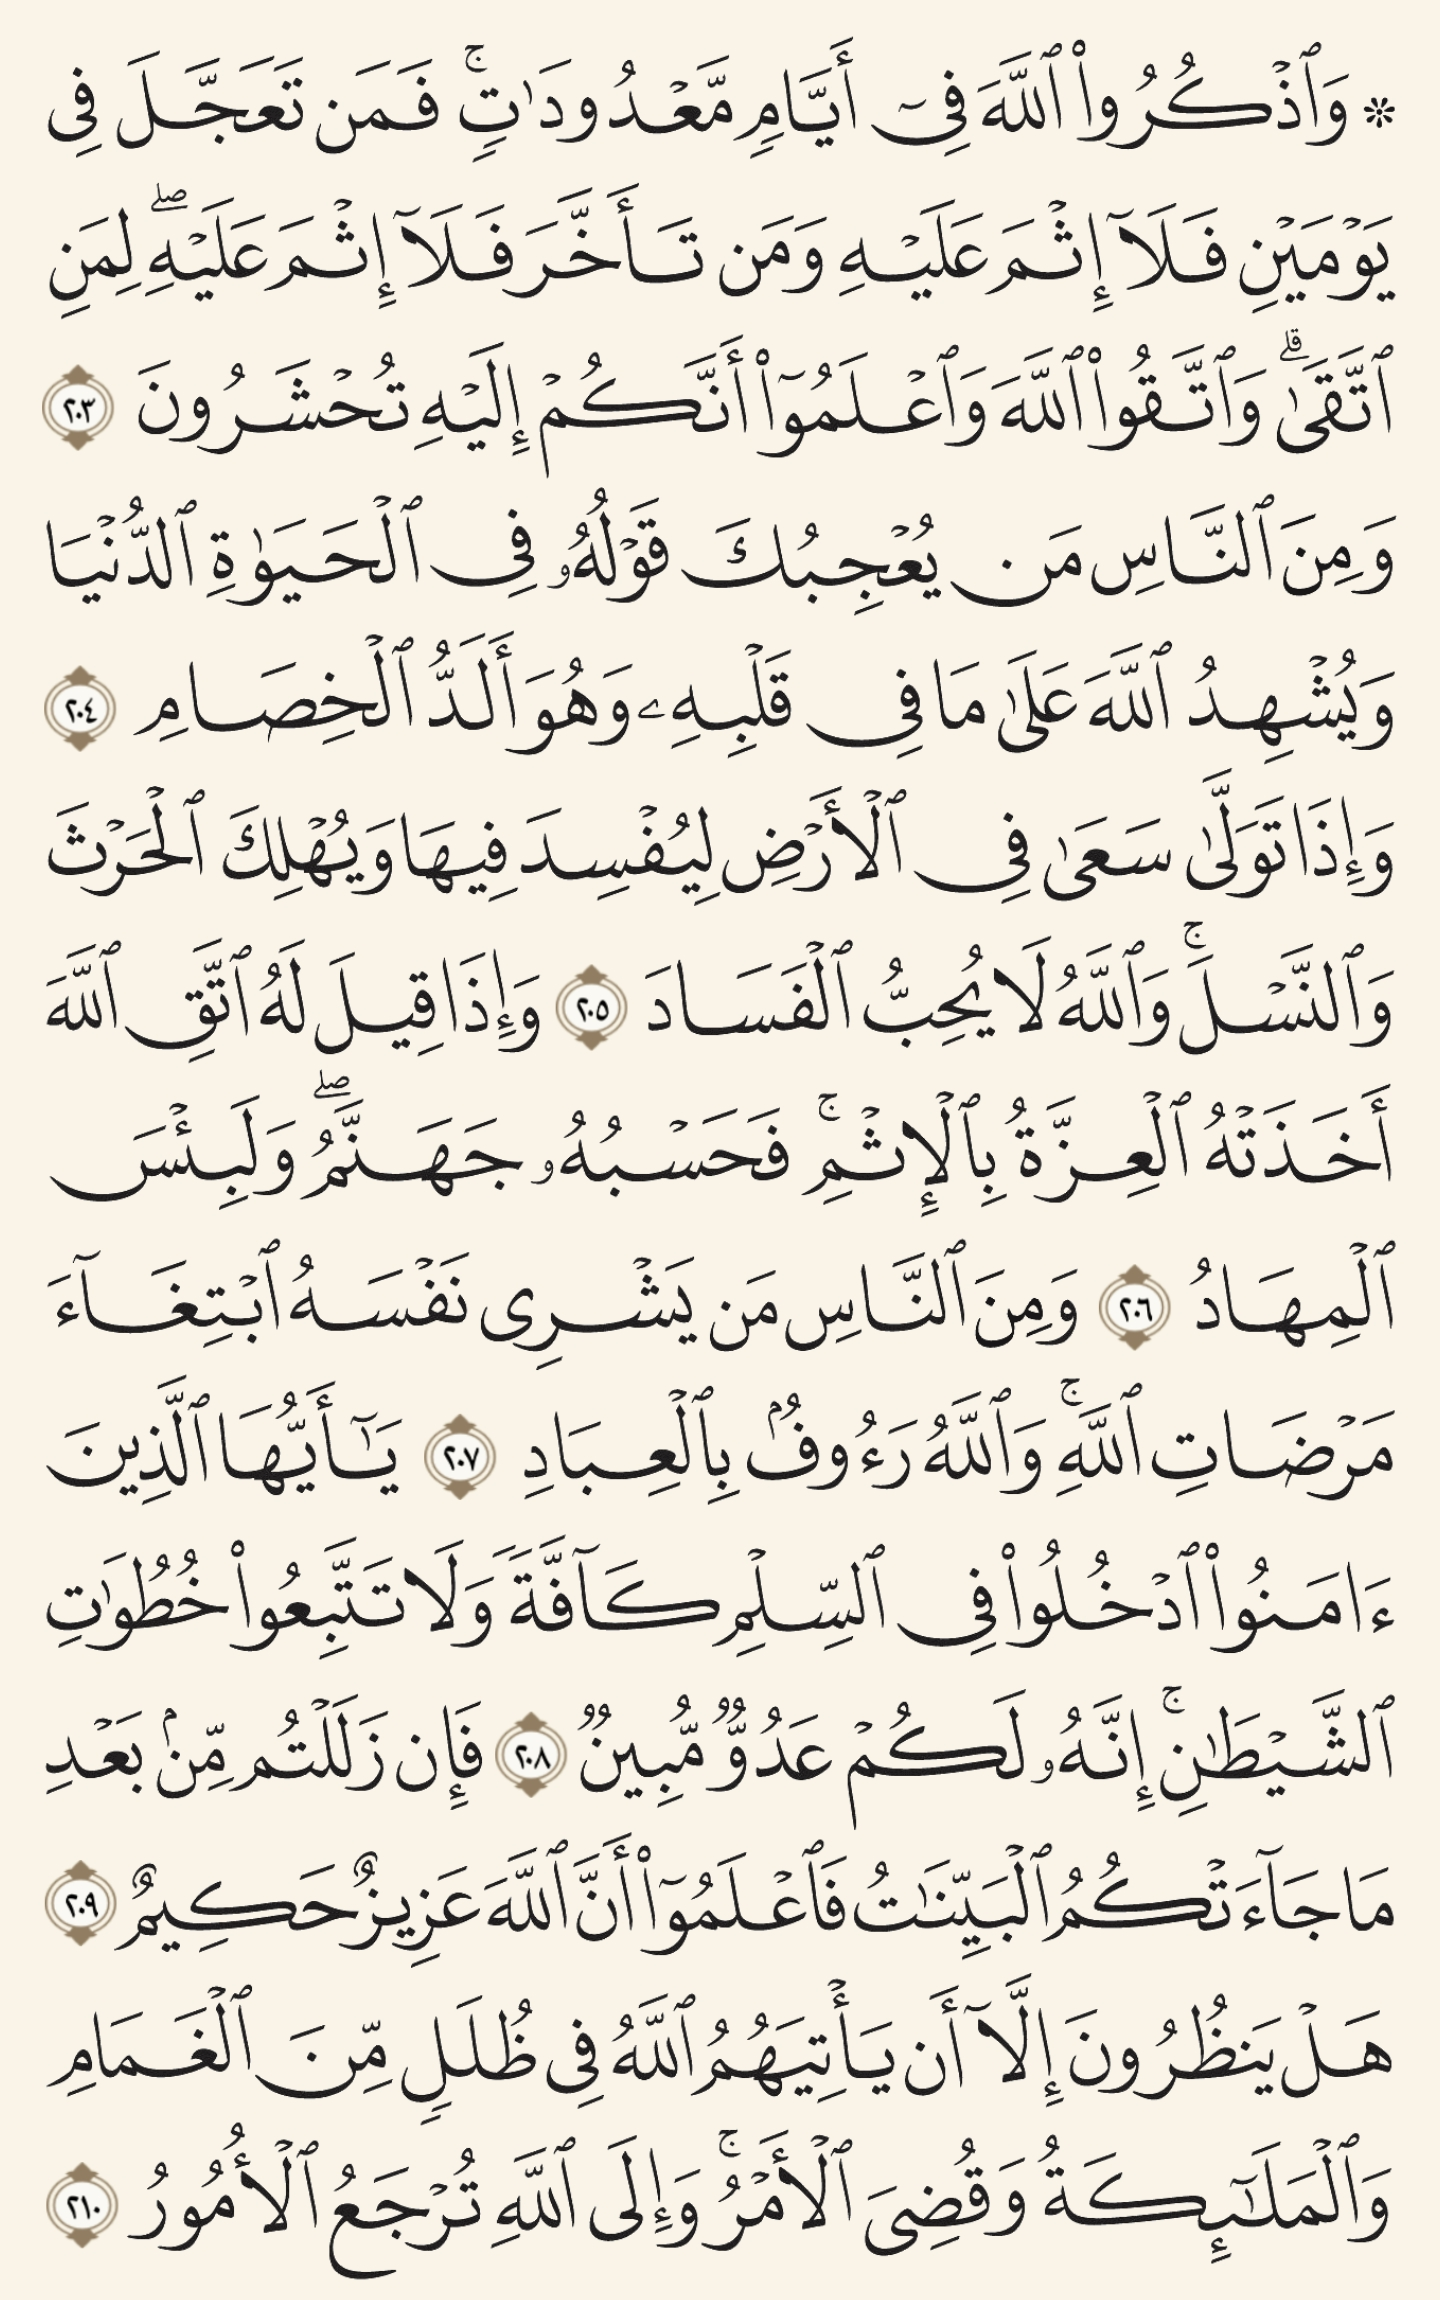 ۞ وَٱذۡكُرُواْ ٱللَّهَ فِيٓ أَيَّامٖ مَّعۡدُودَٰتٖۚ فَمَن تَعَجَّلَ فِي
يَوۡمَيۡنِ فَلَآ إِثۡمَ عَلَيۡهِ وَمَن تَأَخَّرَ فَلَآ إِثۡمَ عَلَيۡهِۖ لِمَنِ
ٱتَّقَىٰۗ وَٱتَّقُواْ ٱللَّهَ وَٱعۡلَمُوٓاْ أَنَّكُمۡ إِلَيۡهِ تُحۡشَرُونَ ٢٠٣
وَمِنَ ٱلنَّاسِ مَن يُعۡجِبُكَ قَوۡلُهُۥ فِي ٱلۡحَيَوٰةِ ٱلدُّنۡيَا
وَيُشۡهِدُ ٱللَّهَ عَلَىٰ مَا فِي قَلۡبِهِۦ وَهُوَ أَلَدُّ ٱلۡخِصَامِ ٢٠٤
وَإِذَا تَوَلَّىٰ سَعَىٰ فِي ٱلۡأَرۡضِ لِيُفۡسِدَ فِيهَا وَيُهۡلِكَ ٱلۡحَرۡثَ
وَٱلنَّسۡلَۚ وَٱللَّهُ لَا يُحِبُّ ٱلۡفَسَادَ ٢٠٥ وَإِذَا قِيلَ لَهُ ٱتَّقِ ٱللَّهَ
أَخَذَتۡهُ ٱلۡعِزَّةُ بِٱلۡإِثۡمِۚ فَحَسۡبُهُۥ جَهَنَّمُۖ وَلَبِئۡسَ
ٱلۡمِهَادُ ٢٠٦ وَمِنَ ٱلنَّاسِ مَن يَشۡرِي نَفۡسَهُ ٱبۡتِغَآءَ
مَرۡضَاتِ ٱللَّهِۚ وَٱللَّهُ رَءُوفُۢ بِٱلۡعِبَادِ ٢٠٧ يَٰٓأَيُّهَا ٱلَّذِينَ
ءَامَنُواْ ٱدۡخُلُواْ فِي ٱلسِّلۡمِ كَآفَّةٗ وَلَا تَتَّبِعُواْ خُطُوَٰتِ
ٱلشَّيۡطَٰنِۚ إِنَّهُۥ لَكُمۡ عَدُوّٞ مُّبِينٞ ٢٠٨ فَإِن زَلَلۡتُم مِّنۢ بَعۡدِ
مَا جَآءَتۡكُمُ ٱلۡبَيِّنَٰتُ فَٱعۡلَمُوٓاْ أَنَّ ٱللَّهَ عَزِيزٌ حَكِيمٌ ٢٠٩
هَلۡ يَنظُرُونَ إِلَّآ أَن يَأۡتِيَهُمُ ٱللَّهُ فِي ظُلَلٖ مِّنَ ٱلۡغَمَامِ
وَٱلۡمَلَٰٓئِكَةُ وَقُضِيَ ٱلۡأَمۡرُۚ وَإِلَى ٱللَّهِ تُرۡجَعُ ٱلۡأُمُورُ ٢١٠